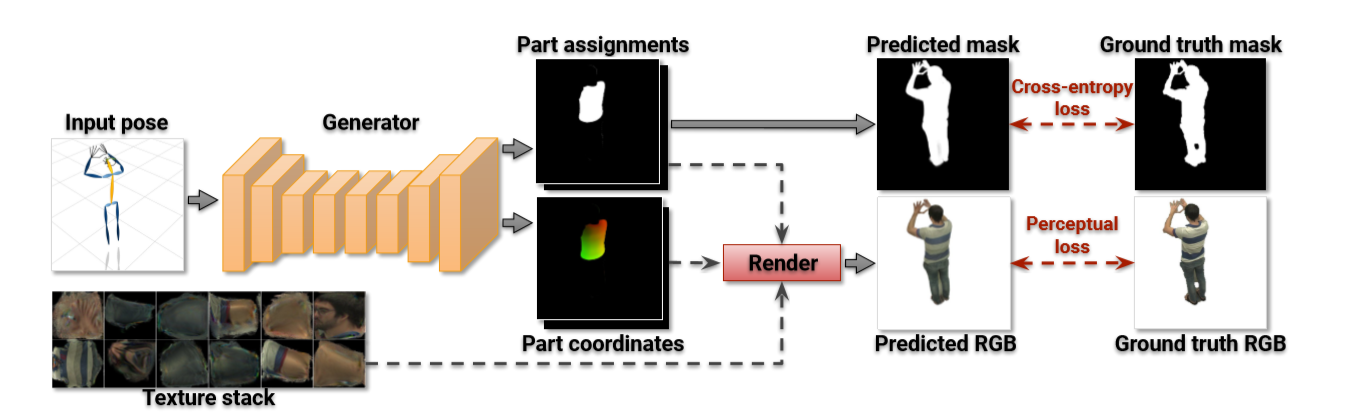 Input pose
Generator
Part assignments
Predicted mask
Ground truth mask
Cross-entropy
loss
Render
Perceptual
loss
Part coordinates
Predicted RGB
Ground truth RGB
Texture stack